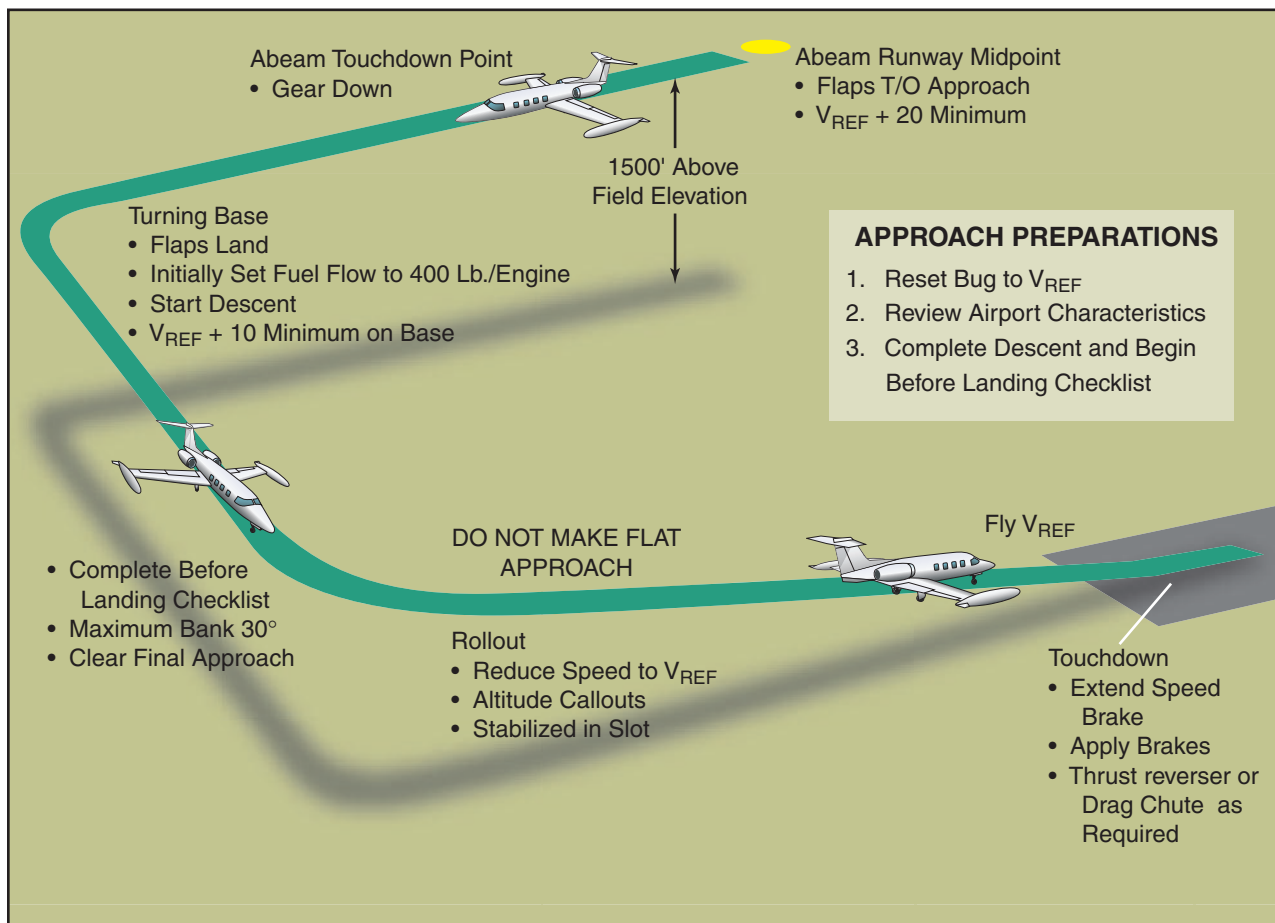 Abeam Touchdown Point
• Gear Down
Abeam Runway Midpoint
• Flaps T/O Approach
• VREF + 20 Minimum
1500' Above
Field Elevation
Turning Base
• Flaps Land
• Initially Set Fuel Flow to 400 Lb./Engine
• Start Descent
• VREF + 10 Minimum on Base
APPROACH PREPARATIONS
1. Reset Bug to VREF
2. Review Airport Characteristics
3. Complete Descent and Begin
Before Landing Checklist
DO NOT MAKE FLAT
APPROACH
Fly VREF
• Complete Before
Landing Checklist
• Maximum Bank 30°
• Clear Final Approach
Rollout
• Reduce Speed to VREF
• Altitude Callouts
• Stabilized in Slot
Touchdown
• Extend Speed
Brake
• Apply Brakes
• Thrust reverser or
Drag Chute as
Required